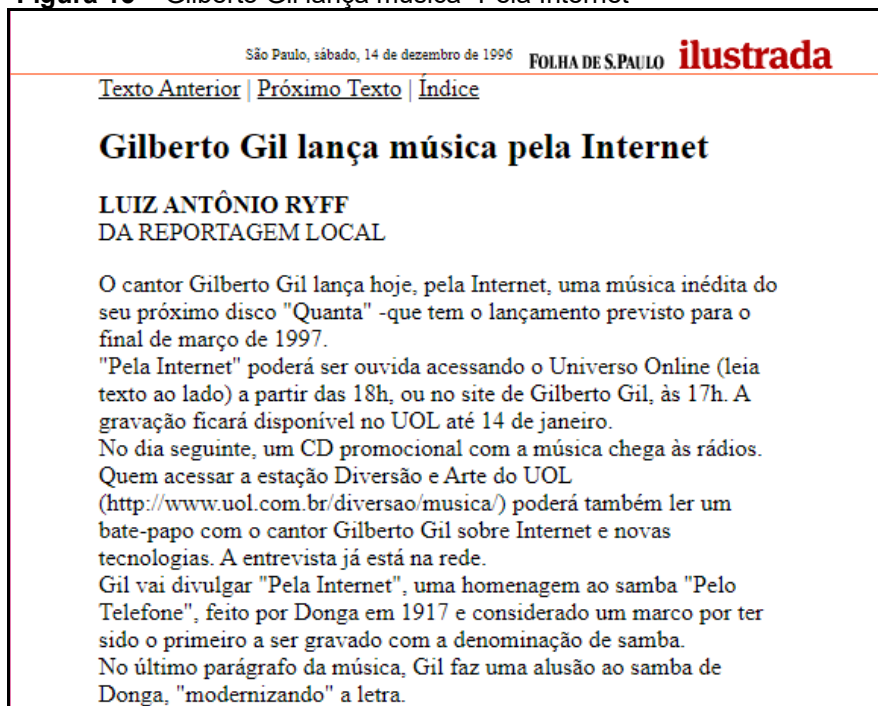 Figura 18 – Gilberto Gil lança música "Pela Internet"
São Paulo, sábado, 14 de dezembro de 1996 FOLHA DE S.PAULO ilustrada
Texto Anterior | Próximo Texto | Índice
Gilberto Gil lança música pela Internet
LUIZ ANTÔNIO RYFF
DA REPORTAGEM LOCAL
O cantor Gilberto Gil lança hoje, pela Internet, uma música inédita do
seu próximo disco "Quanta" -que tem o lançamento previsto para o
final de março de 1997.
"Pela Internet" poderá ser ouvida acessando o Universo Online (leia
texto ao lado) a partir das 18h, ou no site de Gilberto Gil, às 17h. A
gravação ficará disponível no UOL até 14 de janeiro.
No dia seguinte, um CD promocional com a música chega às rádios.
Quem acessar a estação Diversão e Arte do UOL
(http://www.uol.com.br/diversao/musica/) poderá também ler um
bate-papo com o cantor Gilberto Gil sobre Internet e novas
tecnologias. A entrevista já está na rede.
Gil vai divulgar "Pela Internet", uma homenagem ao samba "Pelo
Telefone", feito por Donga em 1917 e considerado um marco por ter
sido o primeiro a ser gravado com a denominação de samba.
No último parágrafo da música, Gil faz uma alusão ao samba de
Donga, "modernizando" a letra.